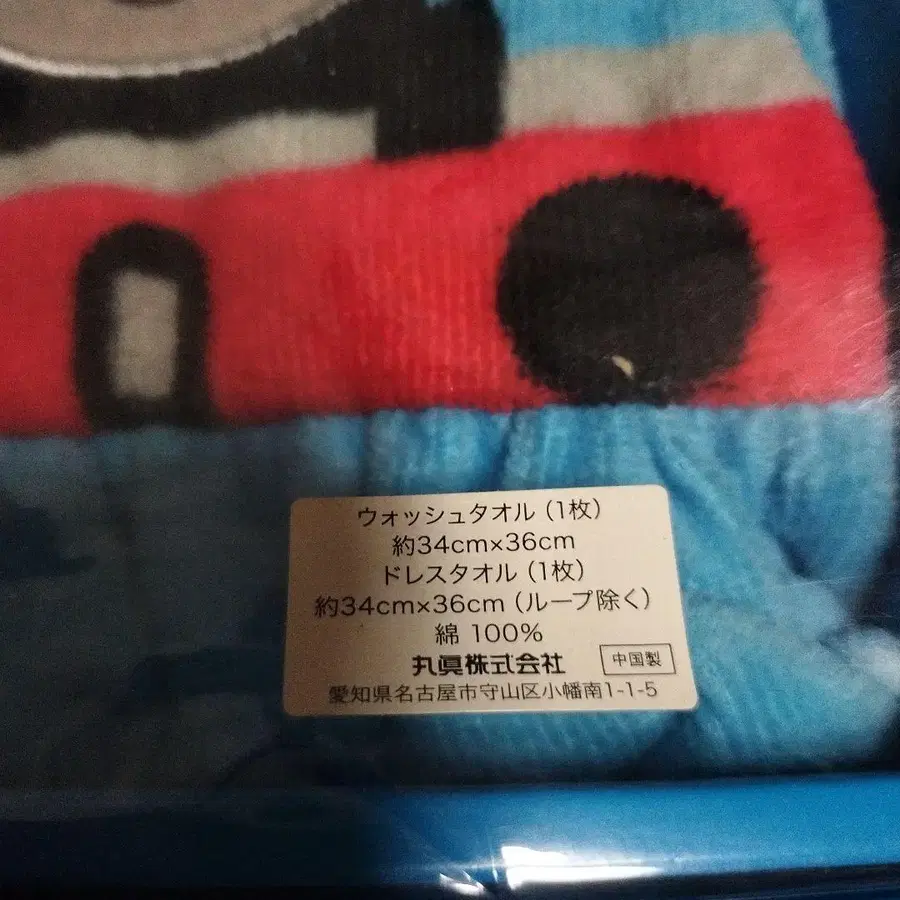 ウォッシュタオル（1枚）
約34cm×36cm
ドレスタオル（1枚）
約34cm×36cm（ループ除く）
綿 100%
丸眞株式会社 中国製
愛知県名古屋市守山区小幡南1-1-5